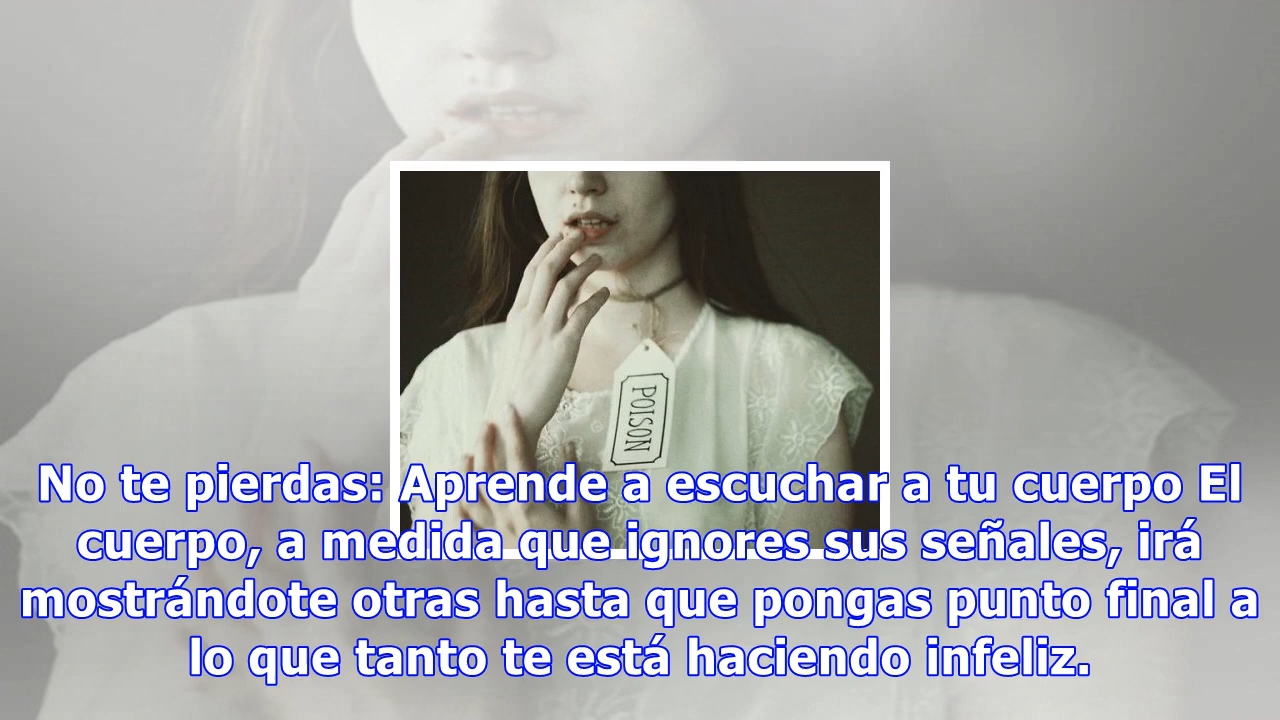 POISON
No te pierdas: Aprende a escuchar a tu cuerpo El
cuerpo, a medida que ignores sus señales, irá
mostrándote otras hasta que pongas punto final a
lo que tanto te está haciendo infeliz.